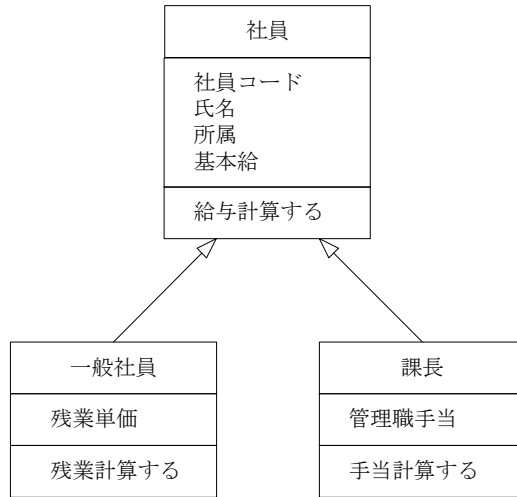 社員
社員コード
氏名
所属
基本給
給与計算する
一般社員
残業単価
残業計算する
課長
管理職手当
手当計算する